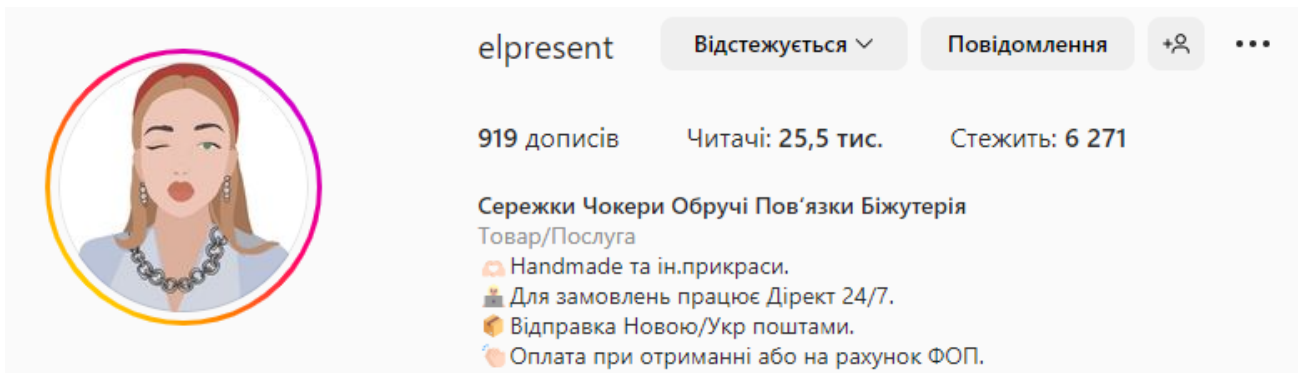 elpresent Відстежується Повідомлення
919 дописів Читачі: 25,5 тис. Стежить: 6 271
Сережки Чокери Обручі Пов’язки Біжутерія
Товар/Послуга
Handmade та ін.прикраси.
Для замовлень працює Дірект 24/7.
Відправка Новою/Укр поштами.
Оплата при отриманні або на рахунок ФОП.